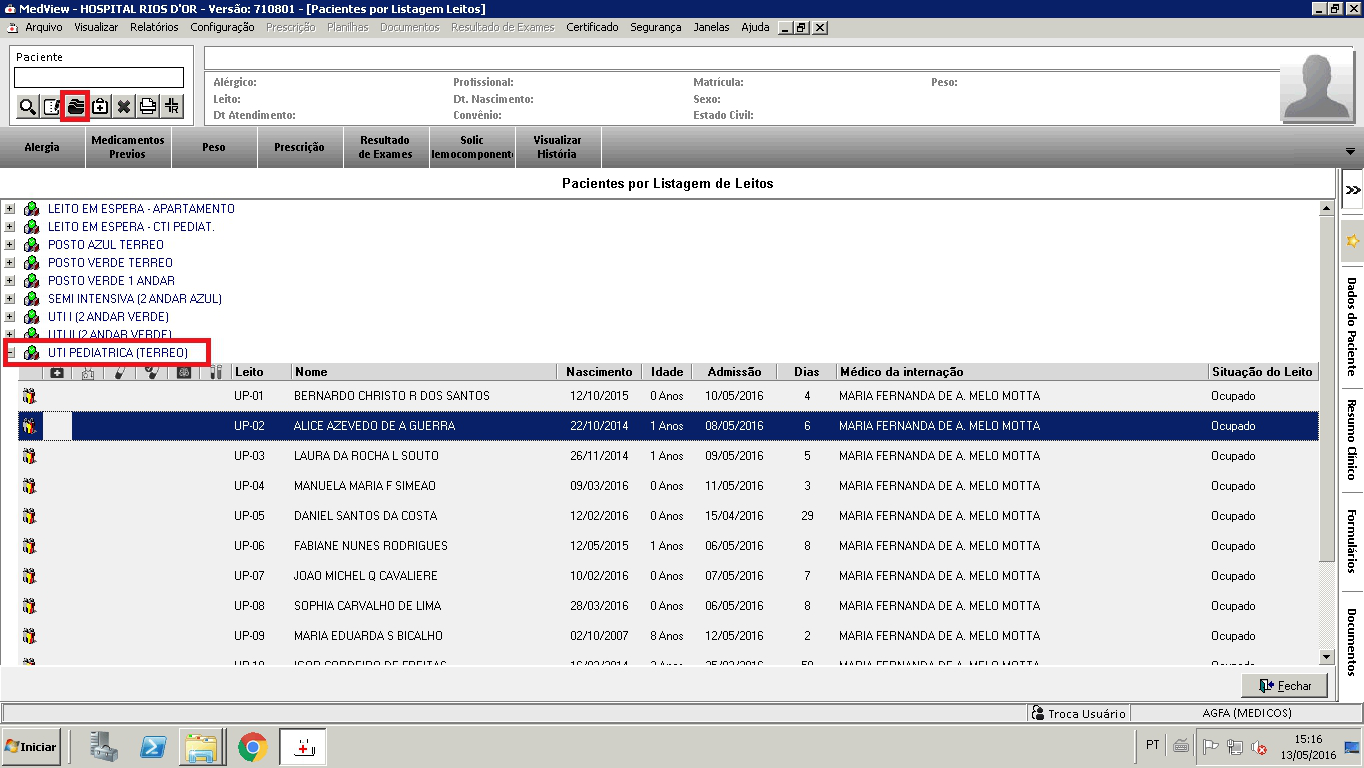 MedView - HOSPITAL RIOS D'OR - Versão: 710801 - [Pacientes por Listagem Leitos]
Arquivo Visualizar Relatórios Configuração Prescrição Planilhas Documentos Resultado de Exames Certificado Segurança Janelas Ajuda
Paciente
Alérgico: Profissional: Matrícula: Peso:
Leito: Dt. Nascimento: Sexo:
Dt Atendimento: Convênio: Estado Civil:
Alergia
Medicamentos
Previos
Peso
Prescrição
Resultado
de Exames
Solic
lemocomponent
Visualizar
História
Pacientes por Listagem de Leitos
LEITO EM ESPERA - APARTAMENTO
LEITO EM ESPERA - CTI PEDIAT.
POSTO AZUL TERREO
POSTO VERDE TERREO
POSTO VERDE 1 ANDAR
SEMI INTENSIVA (2 ANDAR AZUL)
UTI I (2 ANDAR VERDE)
UTI II (2 ANDAR VERDE)
UTI PEDIATRICA (TERREO)
Leito Nome Nascimento Idade Admissão Dias Médico da internação Situação do Leito
UP-01 BERNARDO CHRISTO R DOS SANTOS 12/10/2015 0 Anos 10/05/2016 4 MARIA FERNANDA DE A. MELO MOTTA Ocupado
UP-02 ALICE AZEVEDO DE A GUERRA 22/10/2014 1 Anos 08/05/2016 6 MARIA FERNANDA DE A. MELO MOTTA Ocupado
UP-03 LAURA DA ROCHA L SOUTO 26/11/2014 1 Anos 09/05/2016 5 MARIA FERNANDA DE A. MELO MOTTA Ocupado
UP-04 MANUELA MARIA F SIMEAO 09/03/2016 0 Anos 11/05/2016 3 MARIA FERNANDA DE A. MELO MOTTA Ocupado
UP-05 DANIEL SANTOS DA COSTA 12/02/2016 0 Anos 15/04/2016 29 MARIA FERNANDA DE A. MELO MOTTA Ocupado
UP-06 FABIANE NUNES RODRIGUES 12/05/2015 1 Anos 06/05/2016 8 MARIA FERNANDA DE A. MELO MOTTA Ocupado
UP-07 JOAO MICHEL Q CAVALIERE 10/02/2016 0 Anos 07/05/2016 7 MARIA FERNANDA DE A. MELO MOTTA Ocupado
UP-08 SOPHIA CARVALHO DE LIMA 28/03/2016 0 Anos 06/05/2016 8 MARIA FERNANDA DE A. MELO MOTTA Ocupado
UP-09 MARIA EDUARDA S BICALHO 02/10/2007 8 Anos 12/05/2016 2 MARIA FERNANDA DE A. MELO MOTTA Ocupado
UP-10 IGOR CORDEIRO DE FREITAS MARIA FERNANDA DE A. MELO MOTTA Ocupado
Dados do Paciente
Resumo Clínico
Formulários
Documentos
Fechar
Troca Usuário AGFA (MEDICOS)
Iniciar
PT
15:16
13/05/2016